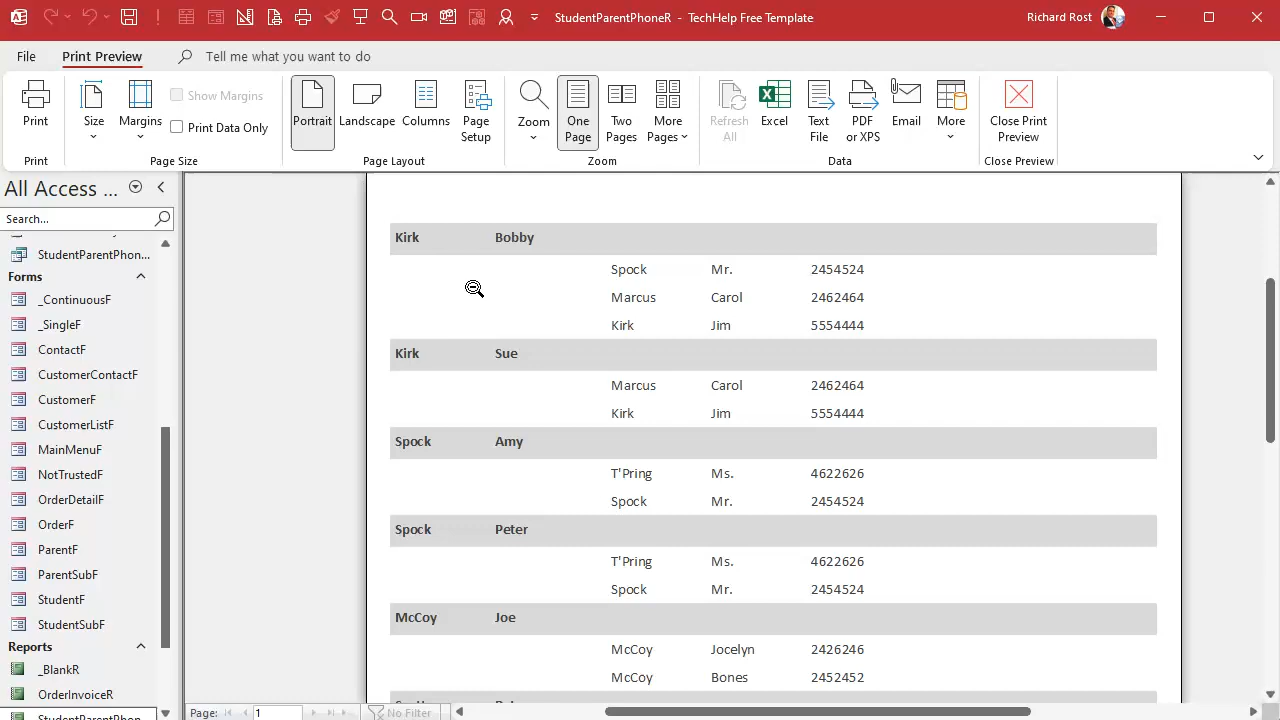 StudentParentPhoneR - TechHelp Free Template
Richard Rost
File
Print Preview
Tell me what you want to do
Print
Size
Margins
Show Margins
Print Data Only
Portrait
Landscape
Columns
Page Setup
Zoom
One Page
Two Pages
More Pages
Refresh All
Excel
Text File
PDF or XPS
Email
More
Close Print Preview
Print
Page Size
Page Layout
Zoom
Data
Close Preview
All Access ...
Search...
StudentParentPhon...
Forms
_ContinuousF
_SingleF
ContactF
CustomerContactF
CustomerF
CustomerListF
MainMenuF
NotTrustedF
OrderDetailF
OrderF
ParentF
ParentSubF
StudentF
StudentSubF
Reports
_BlankR
OrderInvoiceR
StudentParentPhon...
Kirk Bobby
Spock Mr. 2454524
Marcus Carol 2462464
Kirk Jim 5554444
Kirk Sue
Marcus Carol 2462464
Kirk Jim 5554444
Spock Amy
T'Pring Ms. 4622626
Spock Mr. 2454524
Spock Peter
T'Pring Ms. 4622626
Spock Mr. 2454524
McCoy Joe
McCoy Jocelyn 2426246
McCoy Bones 2452452
Page: 1
No Filter